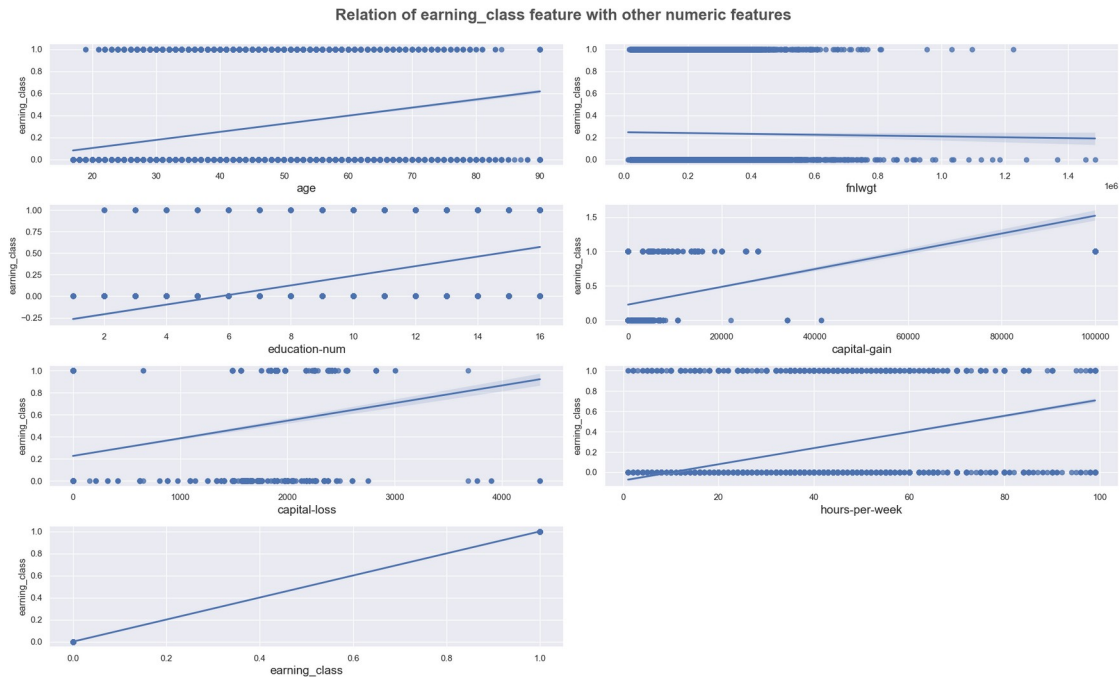 Relation of earning_class feature with other numeric features
earning_class
1.0
0.8
0.6
0.4
0.2
0.0
20 30 40 50 60 70 80 90
age
earning_class
1.0
0.8
0.6
0.4
0.2
0.0
0.0 0.2 0.4 0.6 0.8 1.0 1.2 1.4
1e6
fnlwgt
earning_class
1.00
0.75
0.50
0.25
0.00
−0.25
2 4 6 8 10 12 14 16
education-num
earning_class
1.5
1.0
0.5
0.0
0 20000 40000 60000 80000 100000
capital-gain
earning_class
1.0
0.8
0.6
0.4
0.2
0.0
0 1000 2000 3000 4000
capital-loss
earning_class
1.0
0.8
0.6
0.4
0.2
0.0
0 20 40 60 80 100
hours-per-week
earning_class
1.0
0.8
0.6
0.4
0.2
0.0
0.0 0.2 0.4 0.6 0.8 1.0
earning_class